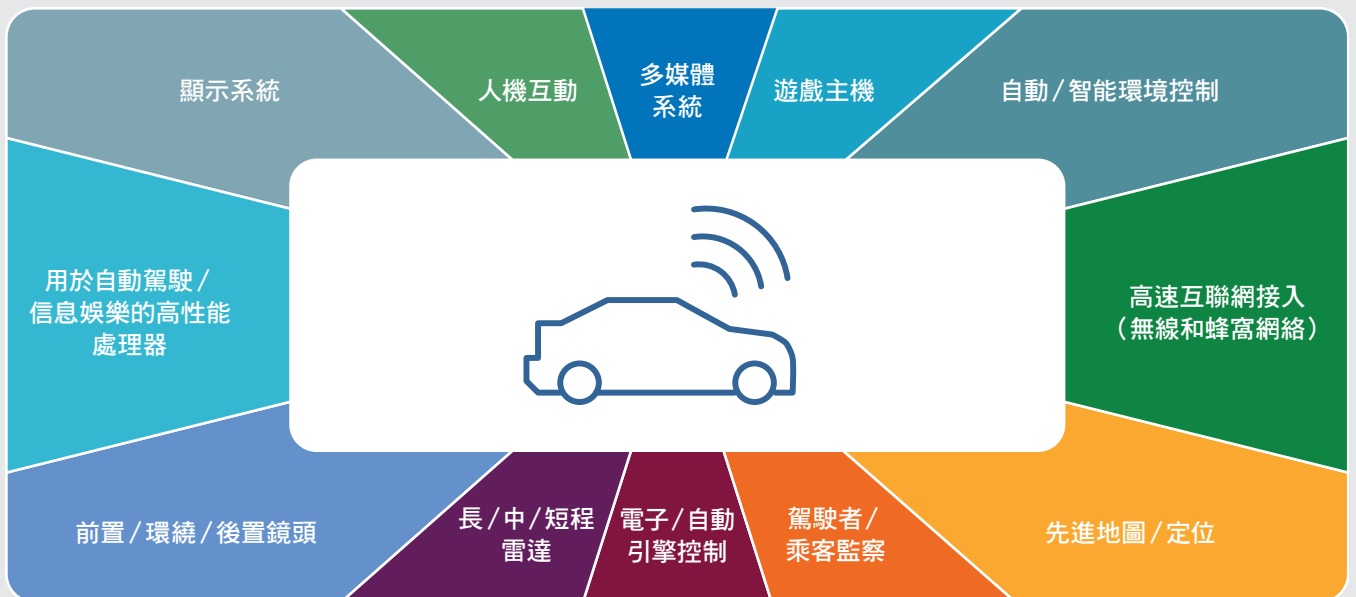 顯示系統
人機互動
多媒體
系統
遊戲主機
自動/智能環境控制
用於自動駕駛/
信息娛樂的高性能
處理器
高速互聯網接入
（無線和蜂窩網絡）
前置/環繞/後置鏡頭
長/中/短程
雷達
電子/自動
引擎控制
駕駛者/
乘客監察
先進地圖/定位